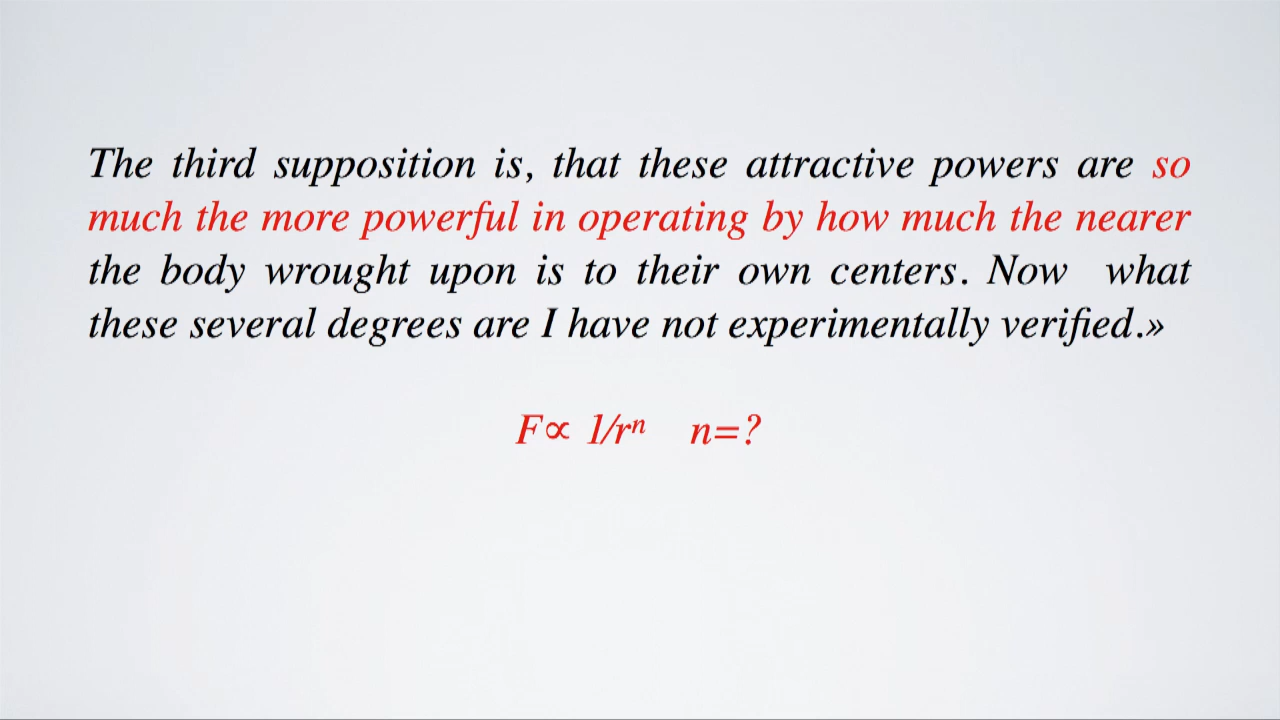 The third supposition is, that these attractive powers are so
much the more powerful in operating by how much the nearer
the body wrought upon is to their own centers. Now what
these several degrees are I have not experimentally verified.»
F∝ 1/rⁿ n=?